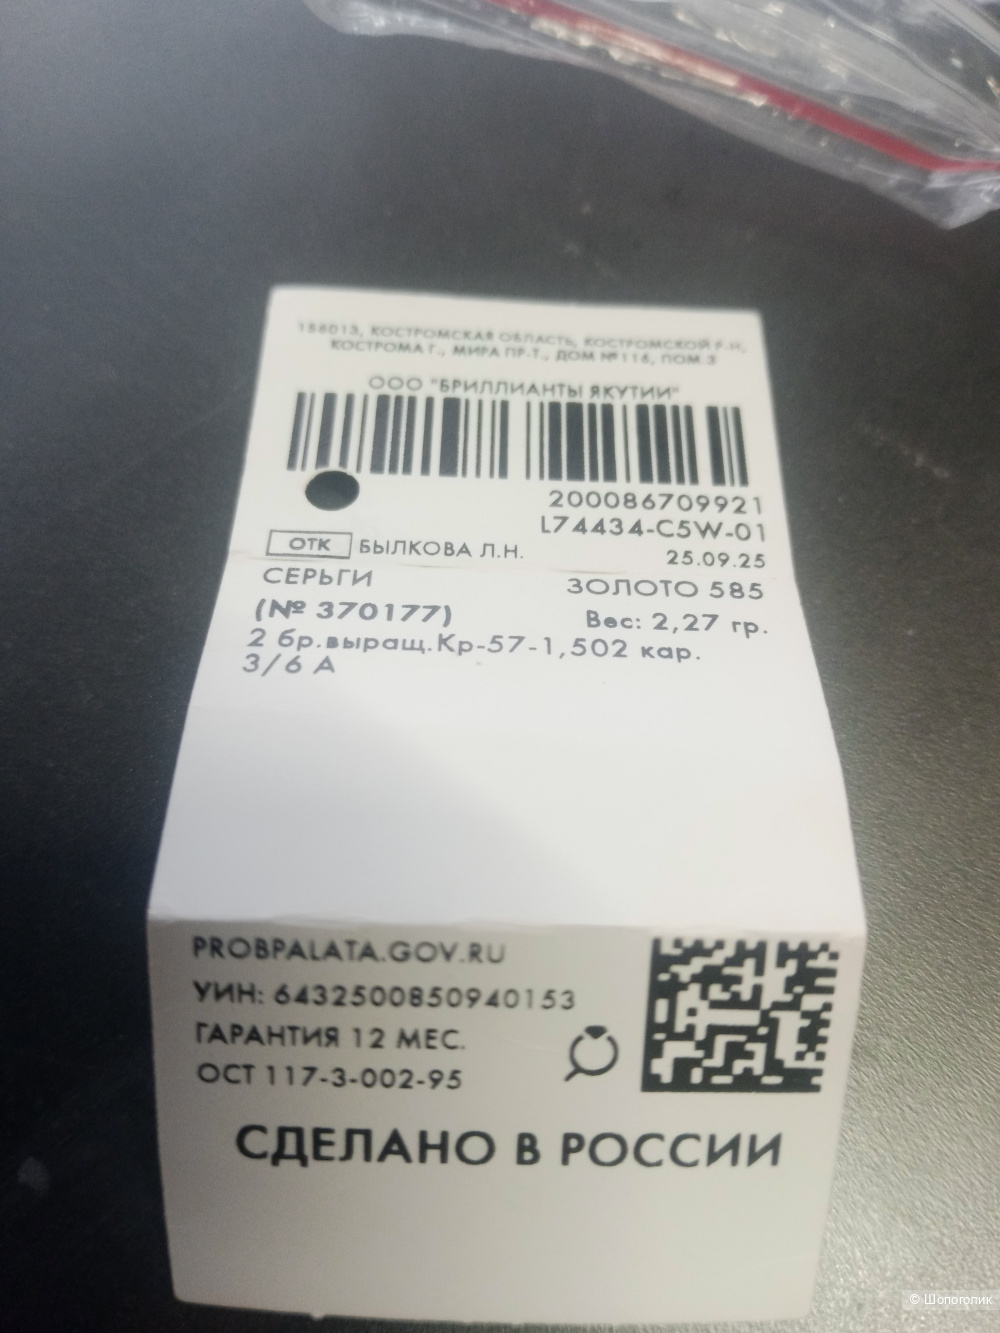 156013, КОСТРОМСКАЯ ОБЛАСТЬ, КОСТРОМСКОЙ Р-Н,
КОСТРОМА Г., МИРА ПР-Т., ДОМ №116, ПОМ 3
ООО "БРИЛЛИАНТЫ ЯКУТИИ"
200086709921
L74434-C5W-01
ОТК БЫЛКОВА Л.Н. 25.09.25
СЕРЬГИ ЗОЛОТО 585
(№ 370177) Вес: 2,27 гр.
2 бр.выращ.Кр-57-1,502 кар.
3/6 А
PROBPALATA.GOV.RU
УИН: 6432500850940153
ГАРАНТИЯ 12 МЕС.
ОСТ 117-3-002-95
СДЕЛАНО В РОССИИ
© Шопоголик